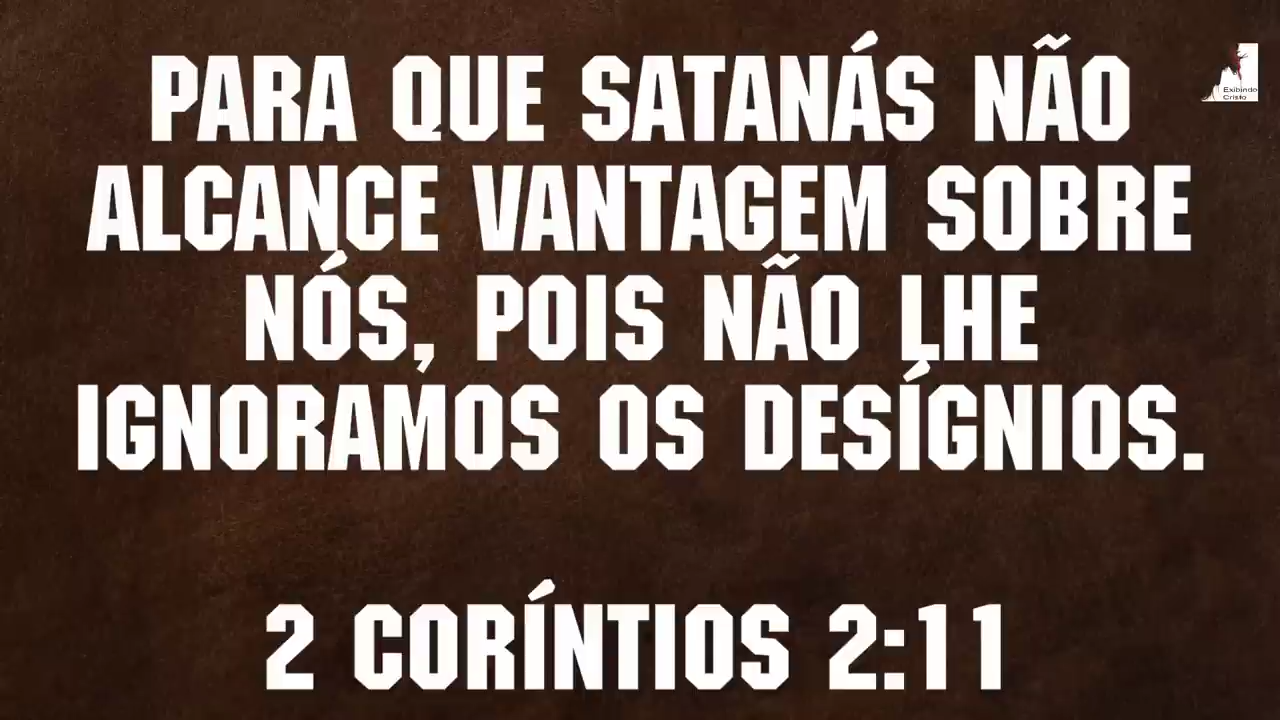 Exibindo
Cristo
PARA QUE SATANÁS NÃO
ALCANCE VANTAGEM SOBRE
NÓS, POIS NÃO LHE
IGNORAMOS OS DESÍGNIOS.
2 CORÍNTIOS 2:11